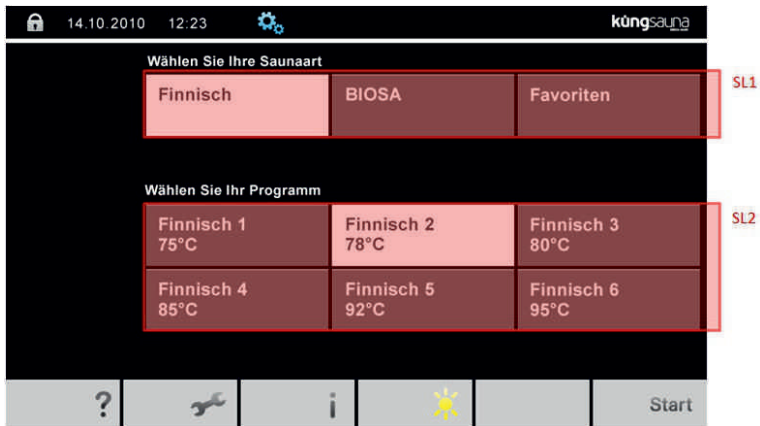 14.10.2010 12:23 küngsauna
Wählen Sie Ihre Saunaart
Finnisch BIOSA Favoriten SL1
Wählen Sie Ihr Programm
Finnisch 1 Finnisch 2 Finnisch 3 SL2
75°C 78°C 80°C
Finnisch 4 Finnisch 5 Finnisch 6
85°C 92°C 95°C
? i Start